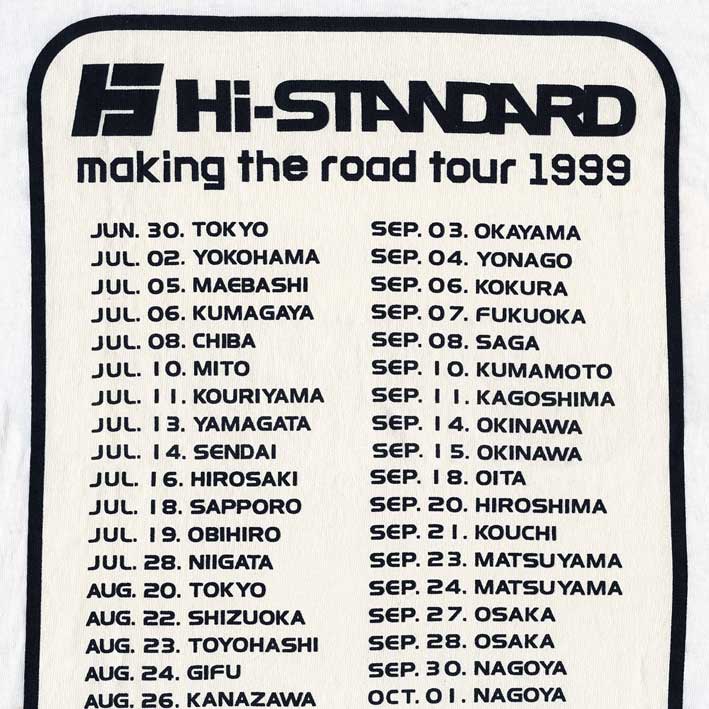 Hi-STANDARD
making the road tour 1999
JUN. 30. TOKYO
JUL. 02. YOKOHAMA
JUL. 05. MAEBASHI
JUL. 06. KUMAGAYA
JUL. 08. CHIBA
JUL. 10. MITO
JUL. 11. KOURIYAMA
JUL. 13. YAMAGATA
JUL. 14. SENDAI
JUL. 16. HIROSAKI
JUL. 18. SAPPORO
JUL. 19. OBIHIRO
JUL. 28. NIIGATA
AUG. 20. TOKYO
AUG. 22. SHIZUOKA
AUG. 23. TOYOHASHI
AUG. 24. GIFU
AUG. 26. KANAZAWA
SEP. 03. OKAYAMA
SEP. 04. YONAGO
SEP. 06. KOKURA
SEP. 07. FUKUOKA
SEP. 08. SAGA
SEP. 10. KUMAMOTO
SEP. 11. KAGOSHIMA
SEP. 14. OKINAWA
SEP. 15. OKINAWA
SEP. 18. OITA
SEP. 20. HIROSHIMA
SEP. 21. KOUCHI
SEP. 23. MATSUYAMA
SEP. 24. MATSUYAMA
SEP. 27. OSAKA
SEP. 28. OSAKA
SEP. 30. NAGOYA
OCT. 01. NAGOYA